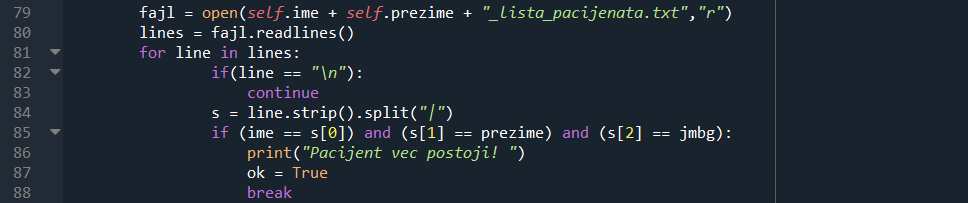 79 fajl = open(self.ime + self.prezime + "_lista_pacijenata.txt","r")
80 lines = fajl.readlines()
81 for line in lines:
82 if(line == "\n"):
83 continue
84 s = line.strip().split("|")
85 if (ime == s[0]) and (s[1] == prezime) and (s[2] == jmbg):
86 print("Pacijent vec postoji! ")
87 ok = True
88 break